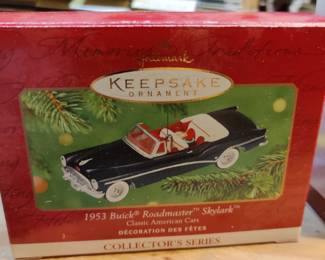 Hallmark
KEEPSAKE
ORNAMENT
1953 Buick® Roadmaster™ Skylark™
Classic American Cars
DÉCORATION DES FÊTES
COLLECTOR'S SERIES